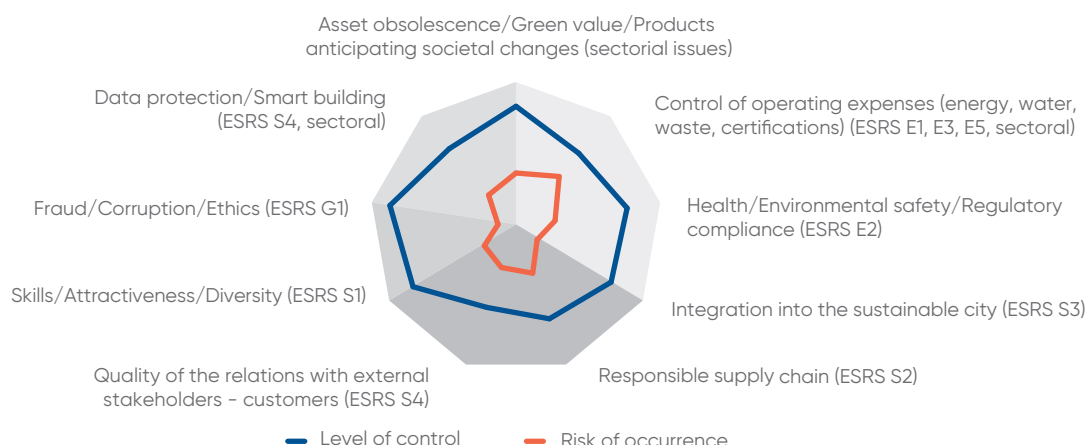 Asset obsolescence/Green value/Products
anticipating societal changes (sectorial issues)
Data protection/Smart building
(ESRS S4, sectoral)
Control of operating expenses (energy, water,
waste, certifications) (ESRS E1, E3, E5, sectoral)
Fraud/Corruption/Ethics (ESRS G1)
Health/Environmental safety/Regulatory
compliance (ESRS E2)
Skills/Attractiveness/Diversity (ESRS S1)
Integration into the sustainable city (ESRS S3)
Quality of the relations with external
stakeholders - customers (ESRS S4)
Responsible supply chain (ESRS S2)
Level of control
Risk of occurrence